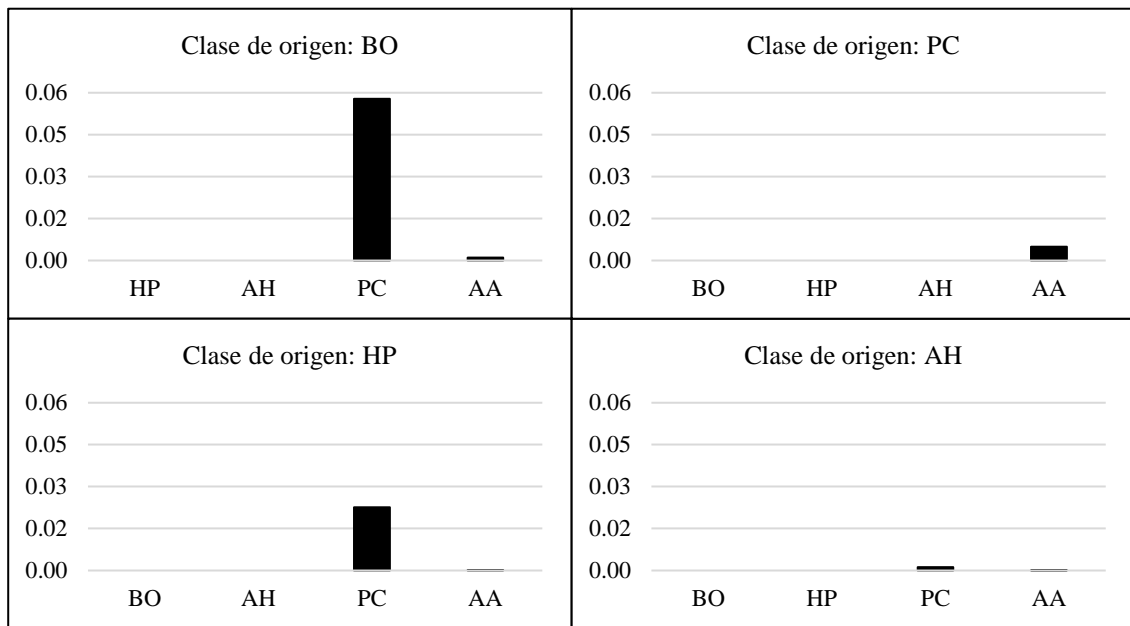 Clase de origen: BO
0.06
0.05
0.03
0.02
0.00
HP AH PC AA
Clase de origen: PC
0.06
0.05
0.03
0.02
0.00
BO HP AH AA
Clase de origen: HP
0.06
0.05
0.03
0.02
0.00
BO AH PC AA
Clase de origen: AH
0.06
0.05
0.03
0.02
0.00
BO HP PC AA